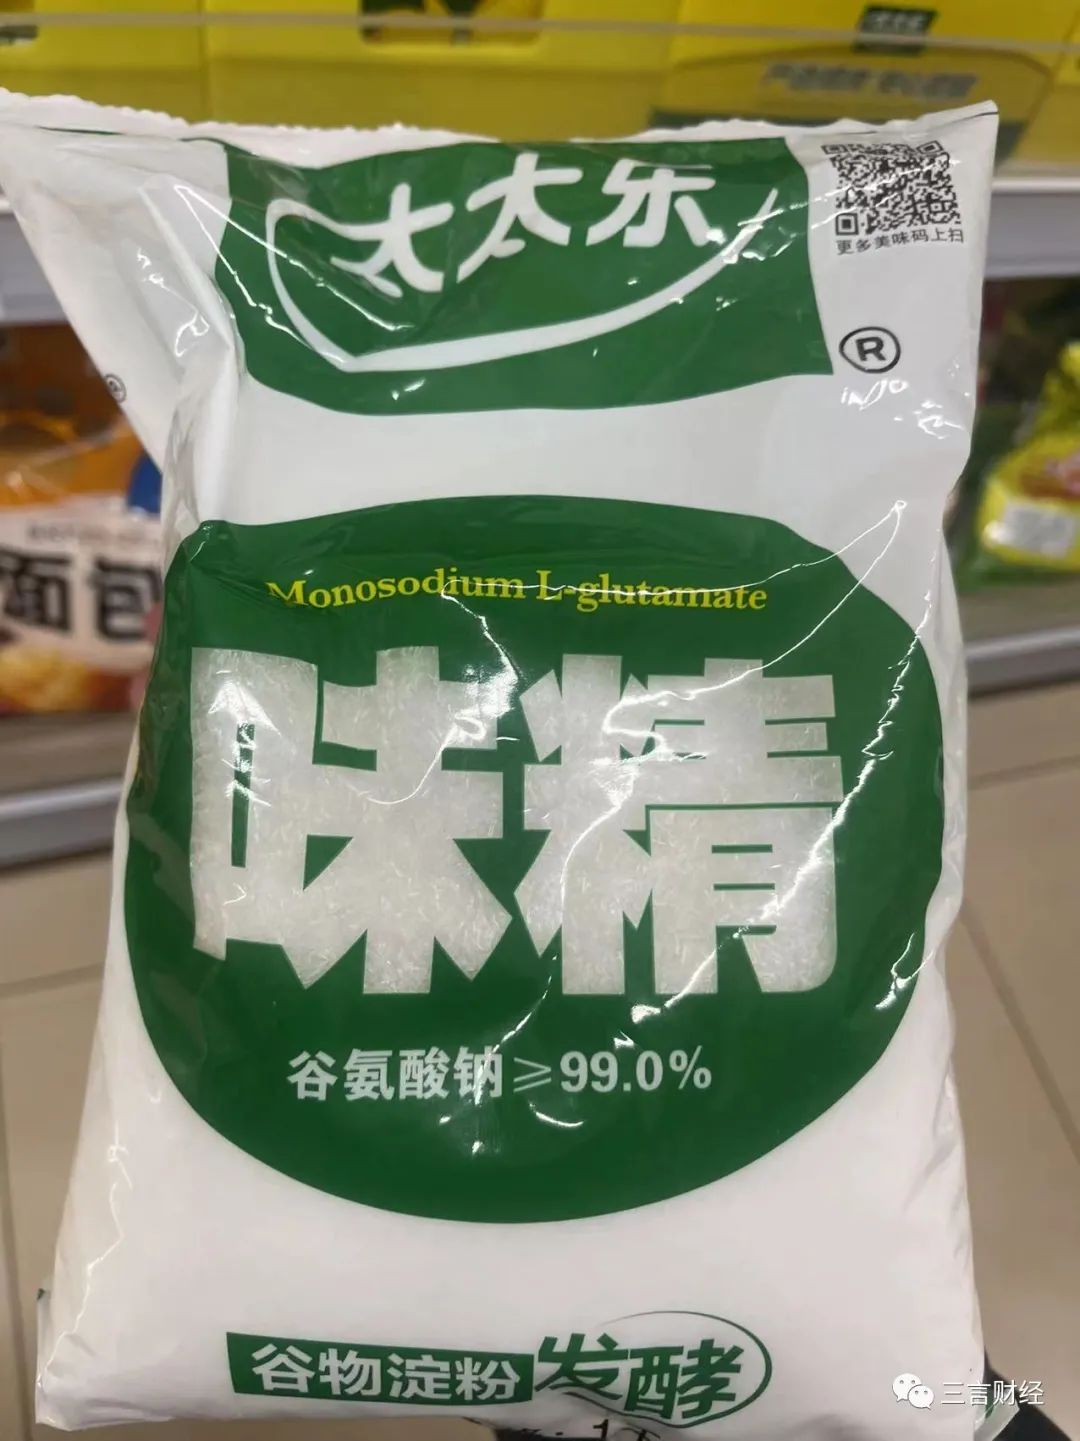 太太乐
更多美味码上扫
®
Monosodium L-glutamate
味精
谷氨酸钠≥99.0%
面包
谷物淀粉发酵
三言财经